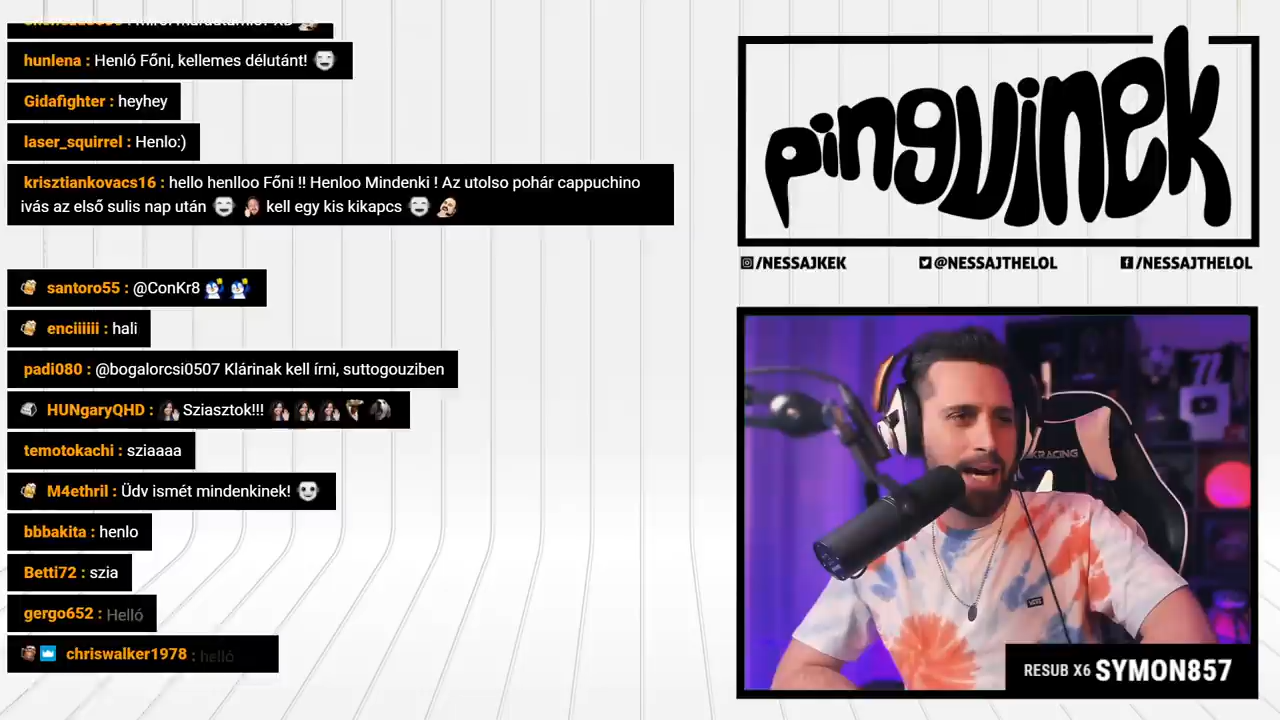 hunlena : Henló Főni, kellemes délutánt!
Gidafighter : heyhey
laser_squirrel : Henlo:)
krisztiankovacs16 : hello henlloo Főni !! Henloo Mindenki ! Az utolso pohár cappuchino
ivás az első sulis nap után kell egy kis kikapcs
santoro55 : @ConKr8
enciiiiii : hali
padi080 : @bogalorcsi0507 Klárinak kell írni, suttogouziben
HUNgaryQHD : Sziasztok!!!
temotokachi : sziaaaa
M4ethril : Üdv ismét mindenkinek!
bbbakita : henlo
Betti72 : szia
gergo652 : Helló
chriswalker1978 : helló
pinguinek
/NESSAJKEK @NESSAJTHELOL /NESSAJTHELOL
77
AKRACING
VANS
RESUB X6 SYMON857